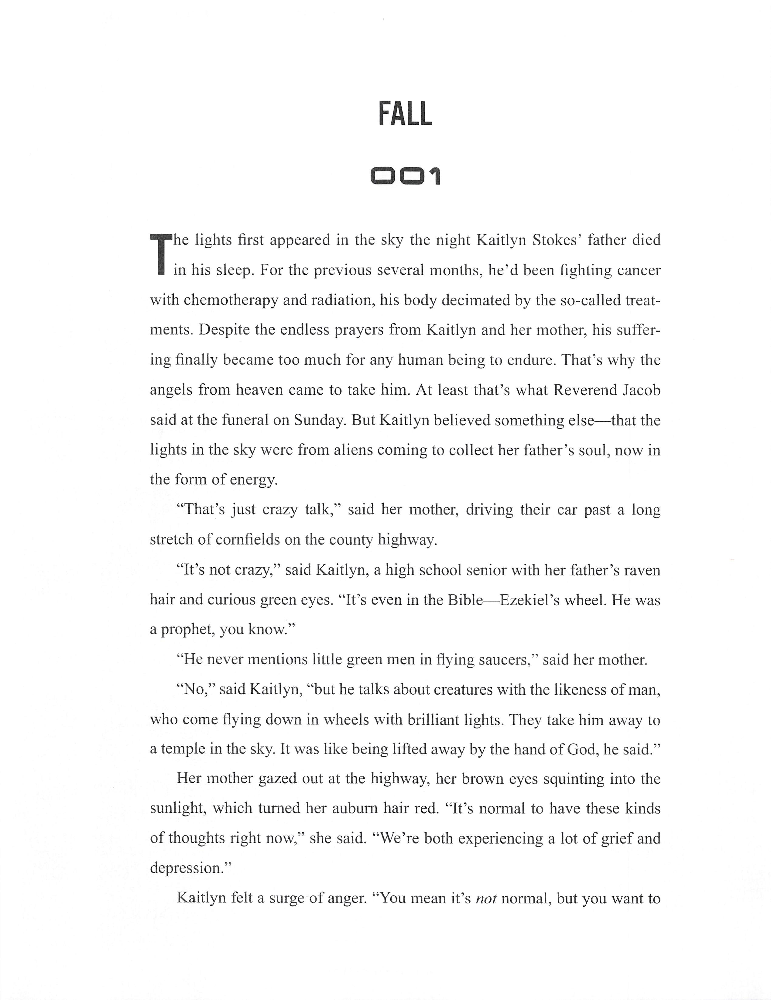 FALL
001
The lights first appeared in the sky the night Kaitlyn Stokes’ father died
in his sleep. For the previous several months, he’d been fighting cancer
with chemotherapy and radiation, his body decimated by the so-called treat-
ments. Despite the endless prayers from Kaitlyn and her mother, his suffer-
ing finally became too much for any human being to endure. That’s why the
angels from heaven came to take him. At least that’s what Reverend Jacob
said at the funeral on Sunday. But Kaitlyn believed something else—that the
lights in the sky were from aliens coming to collect her father’s soul, now in
the form of energy.
“That’s just crazy talk,” said her mother, driving their car past a long
stretch of cornfields on the county highway.
“It’s not crazy,” said Kaitlyn, a high school senior with her father’s raven
hair and curious green eyes. “It’s even in the Bible—Ezekiel’s wheel. He was
a prophet, you know.”
“He never mentions little green men in flying saucers,” said her mother.
“No,” said Kaitlyn, “but he talks about creatures with the likeness of man,
who come flying down in wheels with brilliant lights. They take him away to
a temple in the sky. It was like being lifted away by the hand of God, he said.”
Her mother gazed out at the highway, her brown eyes squinting into the
sunlight, which turned her auburn hair red. “It’s normal to have these kinds
of thoughts right now,” she said. “We’re both experiencing a lot of grief and
depression.”
Kaitlyn felt a surge of anger. “You mean it’s not normal, but you want to